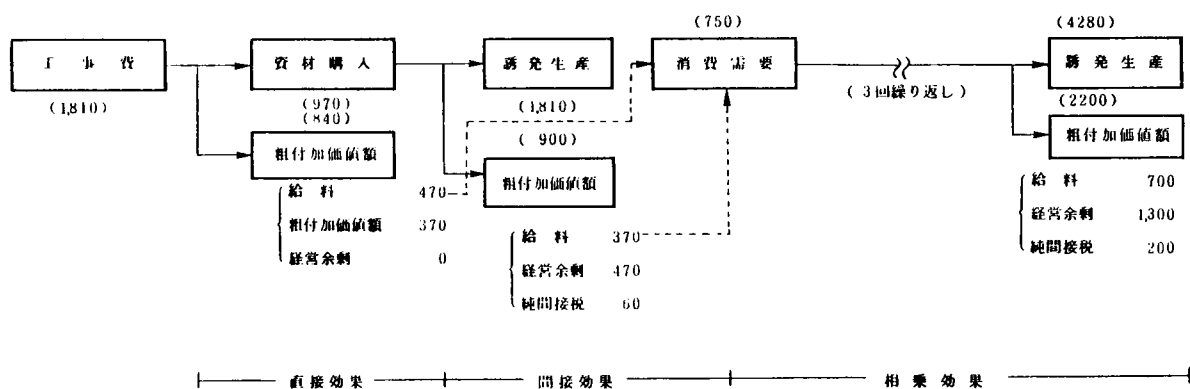 (750)
(4280)
工事費
資材購入
誘発生産
消費需要
誘発生産
(1,810)
(970)
(840)
(1,810)
(3回繰り返し)
(2200)
粗付加価値額
(900)
粗付加価値額
粗付加価値額
給料 470
粗付加価値額 370
経営余剰 0
給料 370
経営余剰 470
純間接税 60
給料 700
経営余剰 1,300
純間接税 200
直接効果
間接効果
相乗効果